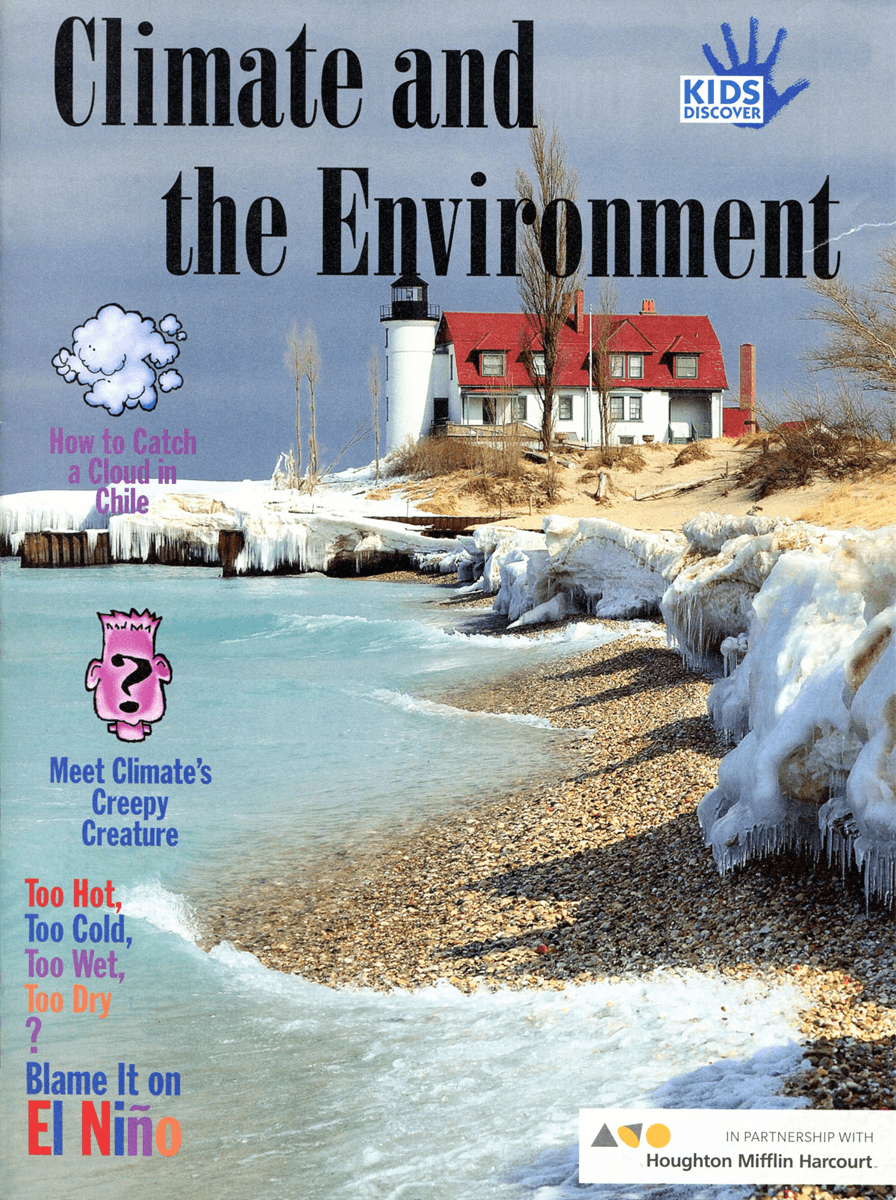 Climate and
the Environment
KIDS
DISCOVER
How to Catch
a Cloud in
Chile
?
Meet Climate's
Creepy
Creature
Too Hot,
Too Cold,
Too Wet,
Too Dry
?
Blame It on
El Niño
IN PARTNERSHIP WITH
Houghton Mifflin Harcourt